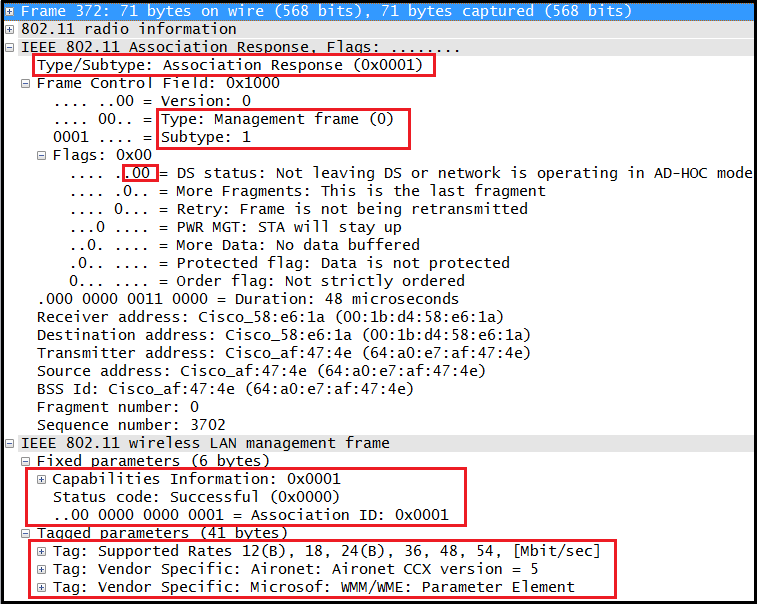 Frame 372: 71 bytes on wire (568 bits), 71 bytes captured (568 bits)
802.11 radio information
IEEE 802.11 Association Response, Flags: ........
Type/Subtype: Association Response (0x0001)
Frame Control Field: 0x1000
.... ..00 = Version: 0
.... 00.. = Type: Management frame (0)
0001 .... = Subtype: 1
Flags: 0x00
.... ..00 = DS status: Not leaving DS or network is operating in AD-HOC mode
.... .0.. = More Fragments: This is the last fragment
.... 0... = Retry: Frame is not being retransmitted
...0 .... = PWR MGT: STA will stay up
..0. .... = More Data: No data buffered
.0.. .... = Protected flag: Data is not protected
0... .... = Order flag: Not strictly ordered
.000 0000 0011 0000 = Duration: 48 microseconds
Receiver address: Cisco_58:e6:1a (00:1b:d4:58:e6:1a)
Destination address: Cisco_58:e6:1a (00:1b:d4:58:e6:1a)
Transmitter address: Cisco_af:47:4e (64:a0:e7:af:47:4e)
Source address: Cisco_af:47:4e (64:a0:e7:af:47:4e)
BSS Id: Cisco_af:47:4e (64:a0:e7:af:47:4e)
Fragment number: 0
Sequence number: 3702
IEEE 802.11 wireless LAN management frame
Fixed parameters (6 bytes)
Capabilities Information: 0x0001
Status code: Successful (0x0000)
..00 0000 0000 0001 = Association ID: 0x0001
Tagged parameters (41 bytes)
Tag: Supported Rates 12(B), 18, 24(B), 36, 48, 54, [Mbit/sec]
Tag: Vendor Specific: Aironet: Aironet CCX version = 5
Tag: Vendor Specific: Microsof: WMM/WME: Parameter Element